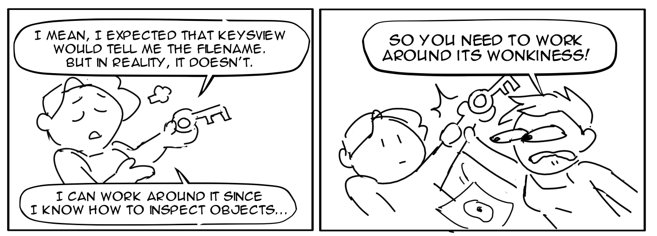 I MEAN, I EXPECTED THAT KEYSVIEW
WOULD TELL ME THE FILENAME.
BUT IN REALITY, IT DOESN'T.
I CAN WORK AROUND IT SINCE
I KNOW HOW TO INSPECT OBJECTS...
SO YOU NEED TO WORK
AROUND ITS WONKINESS!